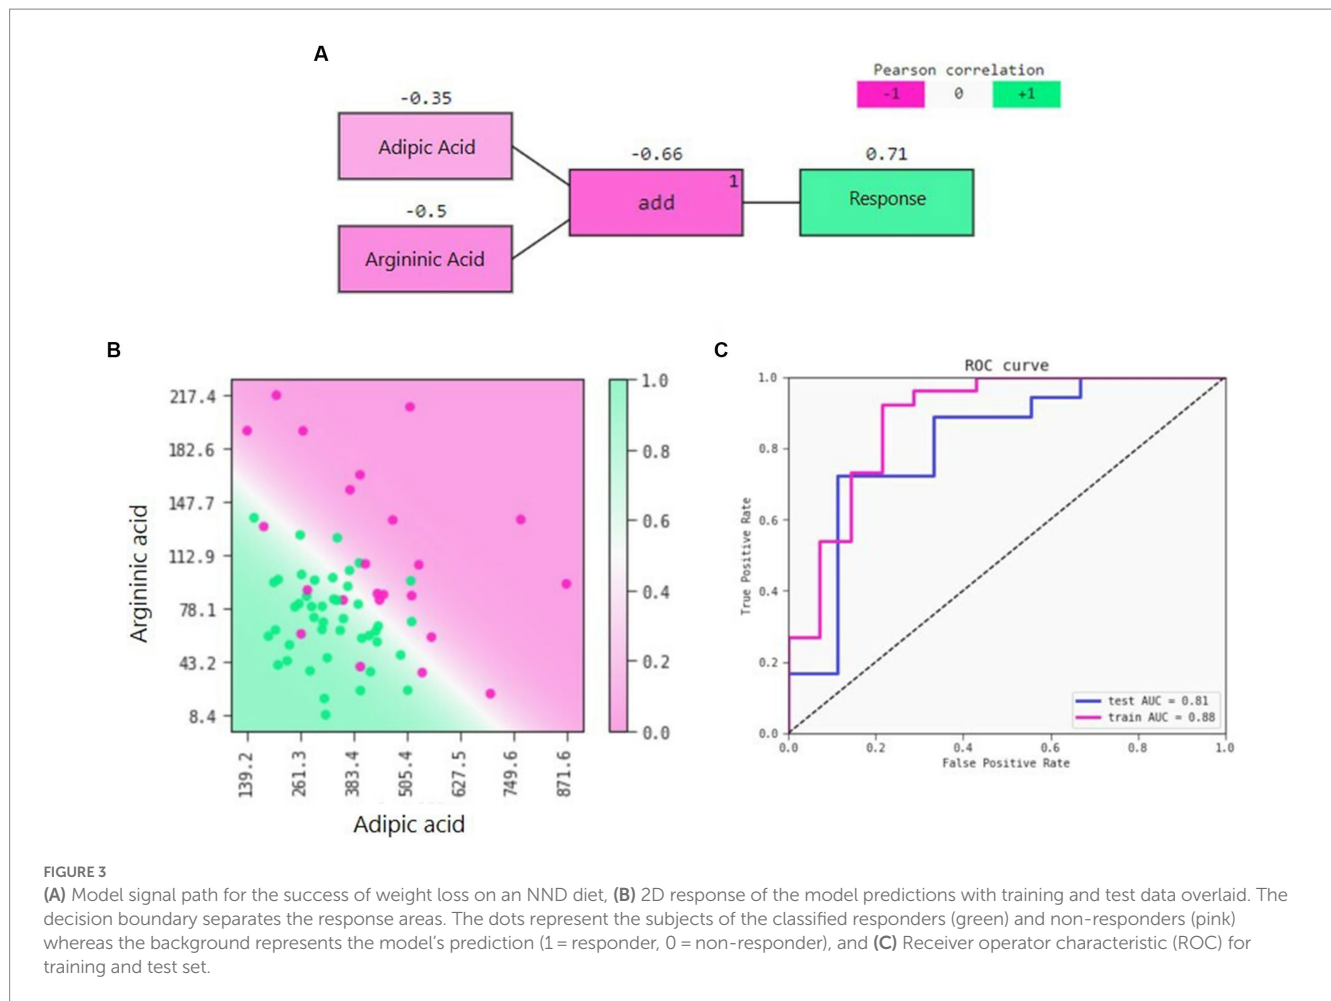 A
Pearson correlation
-1 0 +1
-0.35
Adipic Acid
-0.5
Argininic Acid
-0.66
1
add
0.71
Response
B
217.4
182.6
147.7
112.9
78.1
43.2
8.4
Argininic acid
139.2 261.3 383.4 505.4 627.5 749.6 871.6
Adipic acid
1.0
0.8
0.6
0.4
0.2
0.0
C
ROC curve
1.0
0.8
0.6
0.4
0.2
0.0
True Positive Rate
0.0 0.2 0.4 0.6 0.8 1.0
False Positive Rate
test AUC = 0.81
train AUC = 0.88
FIGURE 3
(A) Model signal path for the success of weight loss on an NND diet, (B) 2D response of the model predictions with training and test data overlaid. The
decision boundary separates the response areas. The dots represent the subjects of the classified responders (green) and non-responders (pink)
whereas the background represents the model's prediction (1 = responder, 0 = non-responder), and (C) Receiver operator characteristic (ROC) for
training and test set.